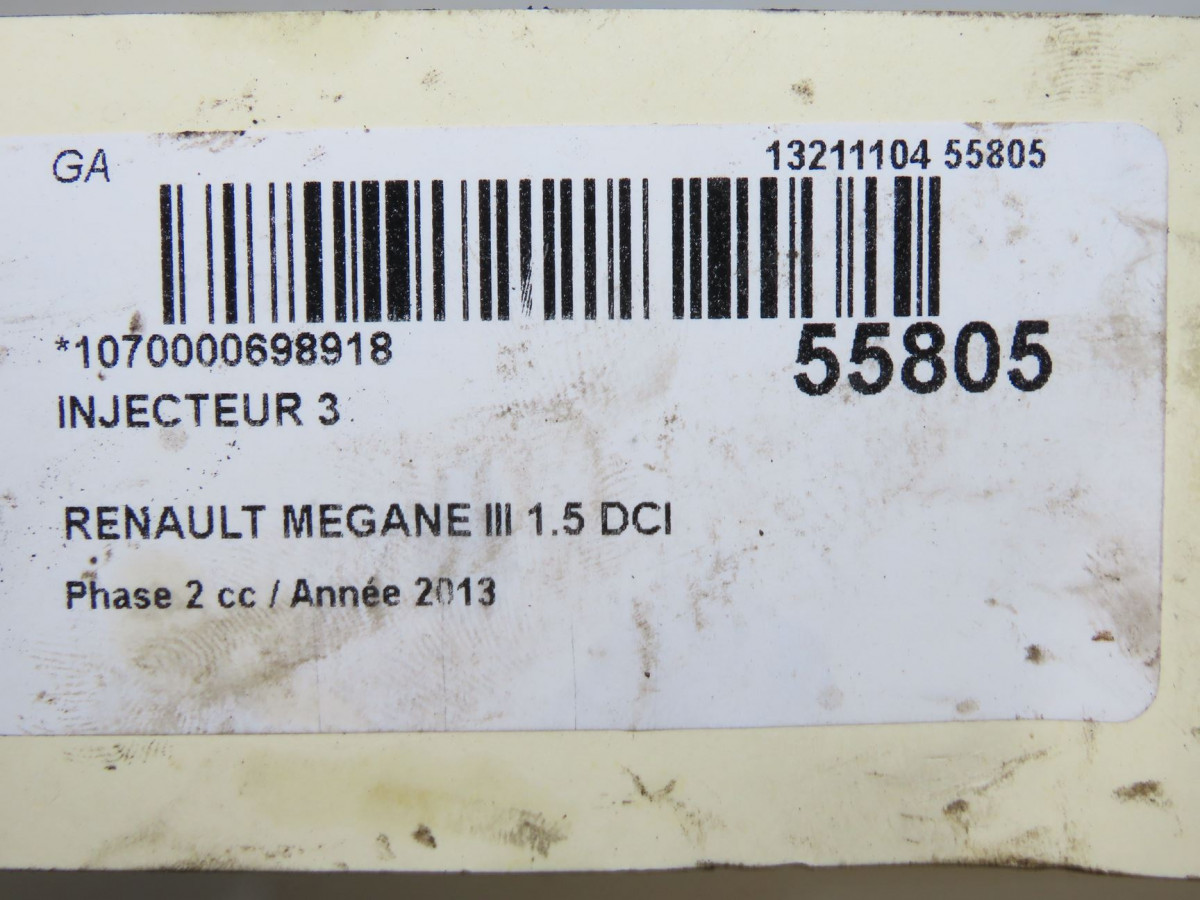 GA
13211104 55805
*1070000698918
55805
INJECTEUR 3
RENAULT MEGANE III 1.5 DCI
Phase 2 cc / Année 2013